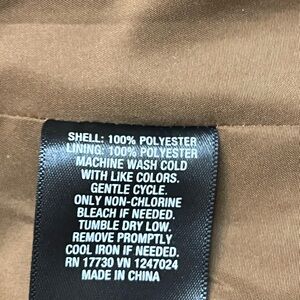 SHELL: 100% POLYESTER
LINING: 100% POLYESTER
MACHINE WASH COLD
WITH LIKE COLORS.
GENTLE CYCLE.
ONLY NON-CHLORINE
BLEACH IF NEEDED.
TUMBLE DRY LOW.
REMOVE PROMPTLY
COOL IRON IF NEEDED.
RN 17730 VN 1247024
MADE IN CHINA